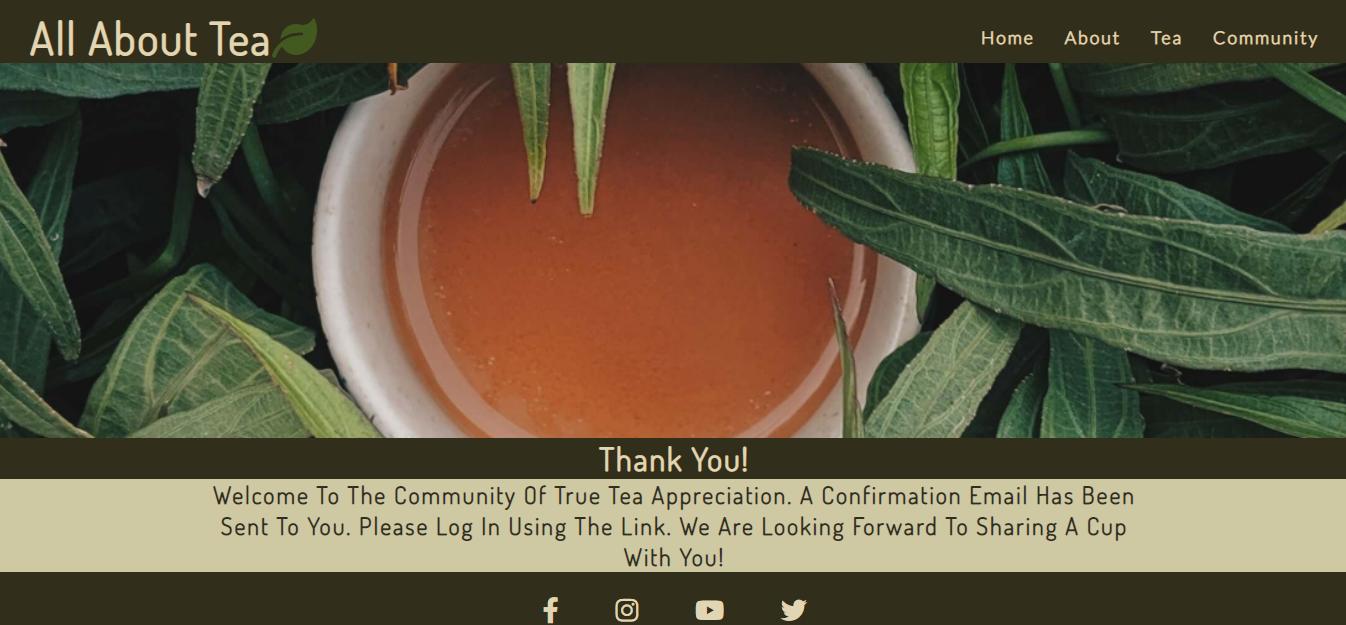 All About Tea
Home About Tea Community
Thank You!
Welcome To The Community Of True Tea Appreciation. A Confirmation Email Has Been
Sent To You. Please Log In Using The Link. We Are Looking Forward To Sharing A Cup
With You!